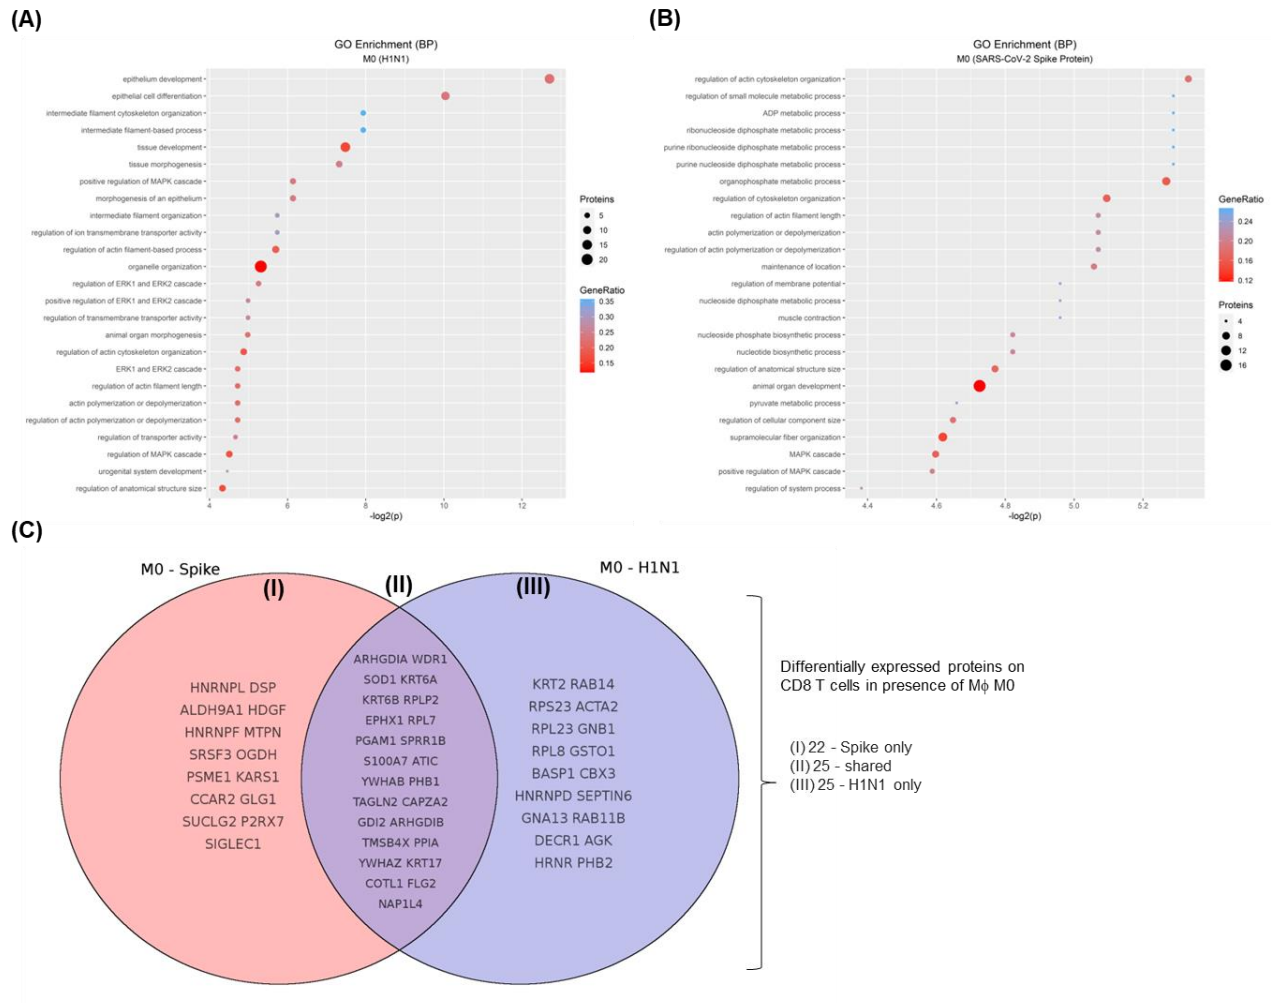 (A)
GO Enrichment (BP)
M0 (H1N1)
epithelium development
epithelial cell differentiation
intermediate filament cytoskeleton organization
intermediate filament-based process
tissue development
tissue morphogenesis
positive regulation of MAPK cascade
morphogenesis of an epithelium
intermediate filament organization
regulation of ion transmembrane transporter activity
regulation of actin filament-based process
organelle organization
regulation of ERK1 and ERK2 cascade
positive regulation of ERK1 and ERK2 cascade
regulation of transmembrane transporter activity
animal organ morphogenesis
regulation of actin cytoskeleton organization
ERK1 and ERK2 cascade
regulation of actin filament length
actin polymerization or depolymerization
regulation of actin polymerization or depolymerization
regulation of transporter activity
regulation of MAPK cascade
urogenital system development
regulation of anatomical structure size
4 6 8 10 12
-log2(p)
Proteins
5
10
15
20
GeneRatio
0.35
0.30
0.25
0.20
0.15
(B)
GO Enrichment (BP)
M0 (SARS-CoV-2 Spike Protein)
regulation of actin cytoskeleton organization
regulation of small molecule metabolic process
ADP metabolic process
ribonucleoside diphosphate metabolic process
purine ribonucleoside diphosphate metabolic process
purine nucleoside diphosphate metabolic process
organophosphate metabolic process
regulation of cytoskeleton organization
regulation of actin filament length
actin polymerization or depolymerization
regulation of actin polymerization or depolymerization
maintenance of location
regulation of membrane potential
nucleoside diphosphate metabolic process
muscle contraction
nucleoside phosphate biosynthetic process
nucleotide biosynthetic process
regulation of anatomical structure size
animal organ development
pyruvate metabolic process
regulation of cellular component size
supramolecular fiber organization
MAPK cascade
positive regulation of MAPK cascade
regulation of system process
4.4 4.6 4.8 5.0 5.2
-log2(p)
GeneRatio
0.24
0.20
0.16
0.12
Proteins
4
8
12
16
(C)
M0 - Spike
(I)
(II)
(III)
M0 - H1N1
HNRNPL DSP
ALDH9A1 HDGF
HNRNPF MTPN
SRSF3 OGDH
PSME1 KARS1
CCAR2 GLG1
SUCLG2 P2RX7
SIGLEC1
ARHGDIA WDR1
SOD1 KRT6A
KRT6B RPLP2
EPHX1 RPL7
PGAM1 SPRR1B
S100A7 ATIC
YWHAB PHB1
TAGLN2 CAPZA2
GDI2 ARHGDIB
TMSB4X PPIA
YWHAZ KRT17
COTL1 FLG2
NAP1L4
KRT2 RAB14
RPS23 ACTA2
RPL23 GNB1
RPL8 GSTO1
BASP1 CBX3
HNRNPD SEPTIN6
GNA13 RAB11B
DECR1 AGK
HRNR PHB2
Differentially expressed proteins on
CD8 T cells in presence of Mϕ M0
(I) 22 - Spike only
(II) 25 - shared
(III) 25 - H1N1 only